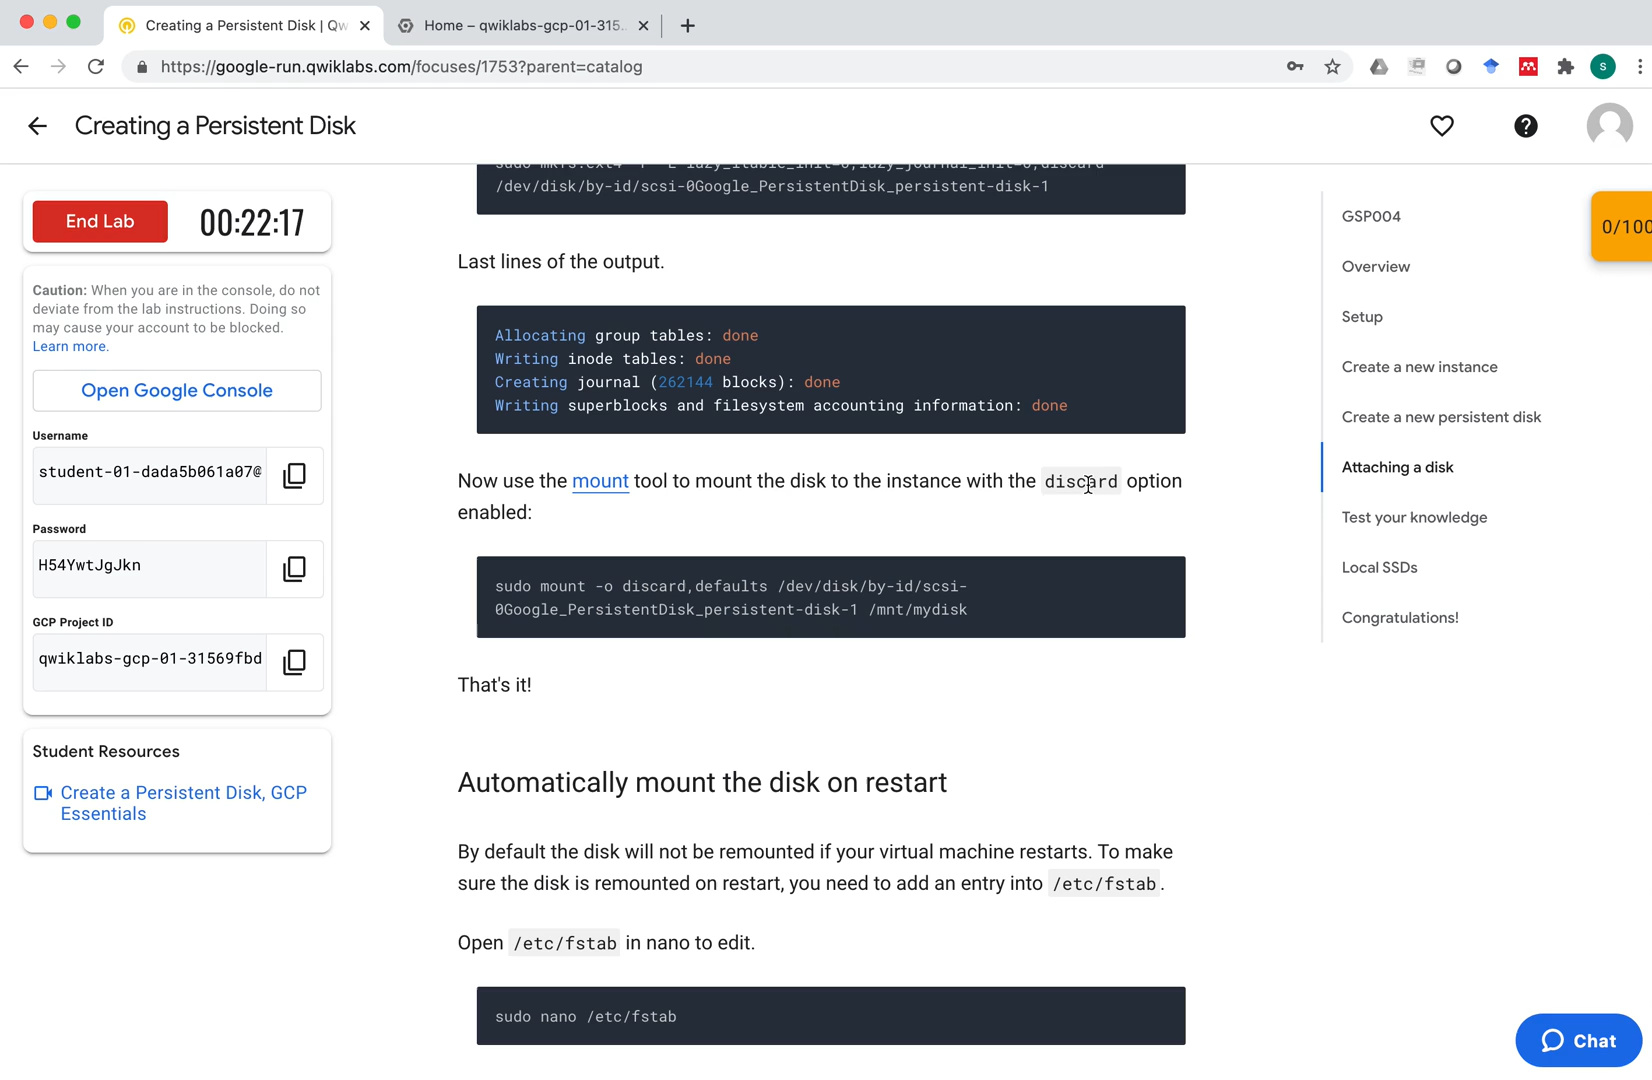 Creating a Persistent Disk | Qw
Home – qwiklabs-gcp-01-315..
https://google-run.qwiklabs.com/focuses/1753?parent=catalog
S
Creating a Persistent Disk
End Lab
00:22:17
Caution: When you are in the console, do not
deviate from the lab instructions. Doing so
may cause your account to be blocked.
Learn more.
Open Google Console
Username
student-01-dada5b061a07@
Password
H54YwtJgJkn
GCP Project ID
qwiklabs-gcp-01-31569fbd
Student Resources
Create a Persistent Disk, GCP
Essentials
sudo mkfs.ext4 -F -E lazy_itable_init=0,lazy_journal_init=0,discard
/dev/disk/by-id/scsi-0Google_PersistentDisk_persistent-disk-1
Last lines of the output.
Allocating group tables: done
Writing inode tables: done
Creating journal (262144 blocks): done
Writing superblocks and filesystem accounting information: done
Now use the mount tool to mount the disk to the instance with the discard option
enabled:
sudo mount -o discard,defaults /dev/disk/by-id/scsi-
0Google_PersistentDisk_persistent-disk-1 /mnt/mydisk
That's it!
Automatically mount the disk on restart
By default the disk will not be remounted if your virtual machine restarts. To make
sure the disk is remounted on restart, you need to add an entry into /etc/fstab.
Open /etc/fstab in nano to edit.
sudo nano /etc/fstab
GSP004
Overview
Setup
Create a new instance
Create a new persistent disk
Attaching a disk
Test your knowledge
Local SSDs
Congratulations!
0/100
Chat